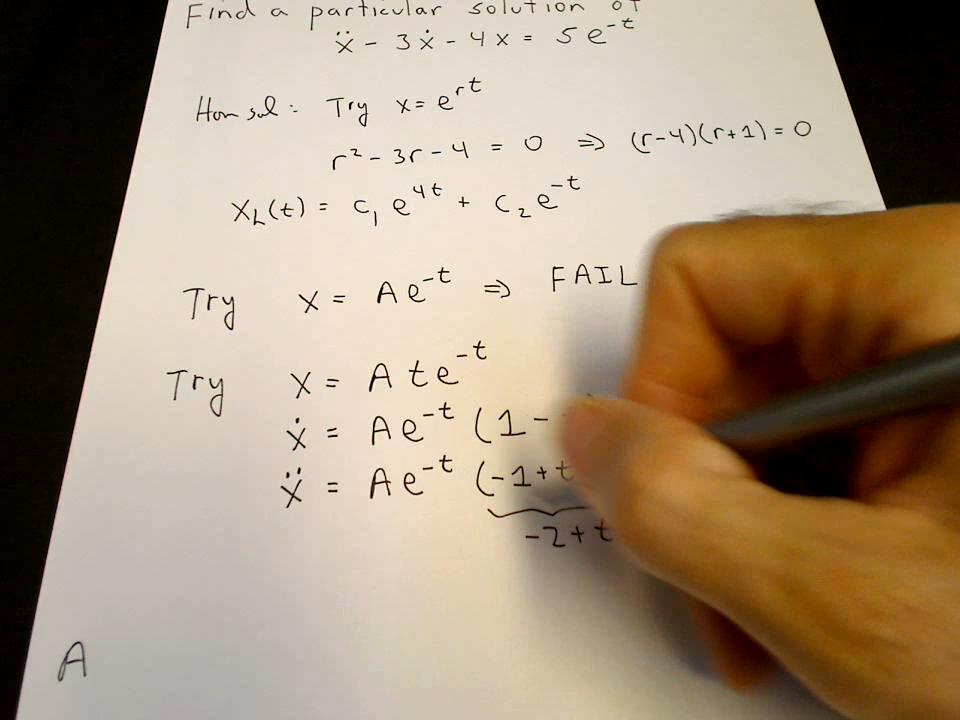 Find a particular solution of
ẍ - 3ẋ - 4x = 5e^{-t}
Hom sol: Try x = e^{rt}
r² - 3r - 4 = 0 ⇒ (r-4)(r+1) = 0
x_L(t) = c₁e^{4t} + c₂e^{-t}
Try x = Ae^{-t} ⇒ FAIL
Try x = Ate^{-t}
ẋ = Ae^{-t} (1-
ẍ = Ae^{-t} (-1+t
-2+t
A